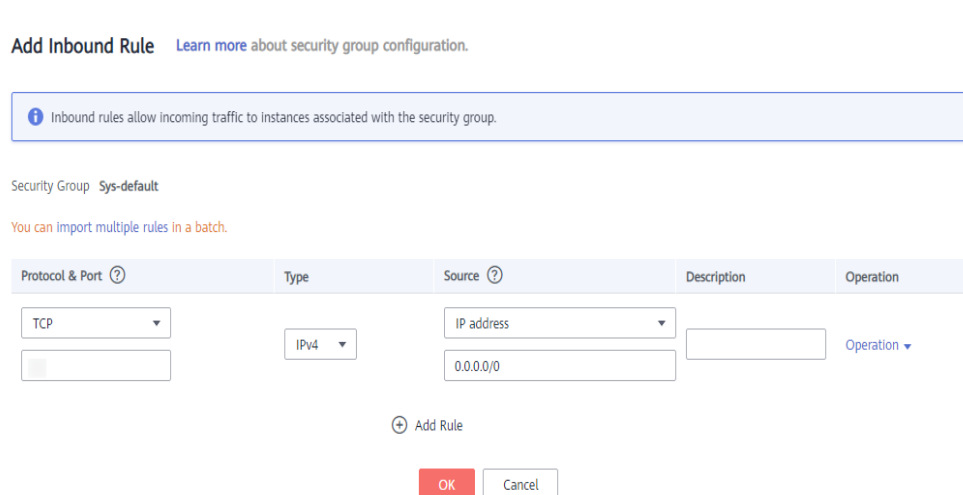 Add Inbound Rule Learn more about security group configuration.
Inbound rules allow incoming traffic to instances associated with the security group.
Security Group Sys-default
You can import multiple rules in a batch.
Protocol & Port Type Source Description Operation
TCP IPv4 IP address Operation
0.0.0.0/0
Add Rule
OK Cancel